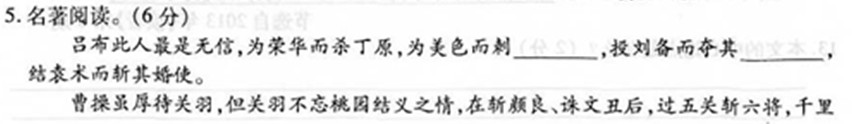 5.名著阅读。(6分)
吕布此人最是无信,为荣华而杀丁原,为美色而刺________,投刘备而夺其________,
结袁术而斩其婚使。
曹操虽厚待关羽,但关羽不忘桃园结义之情,在斩颜良、诛文丑后,过五关斩六将,千里